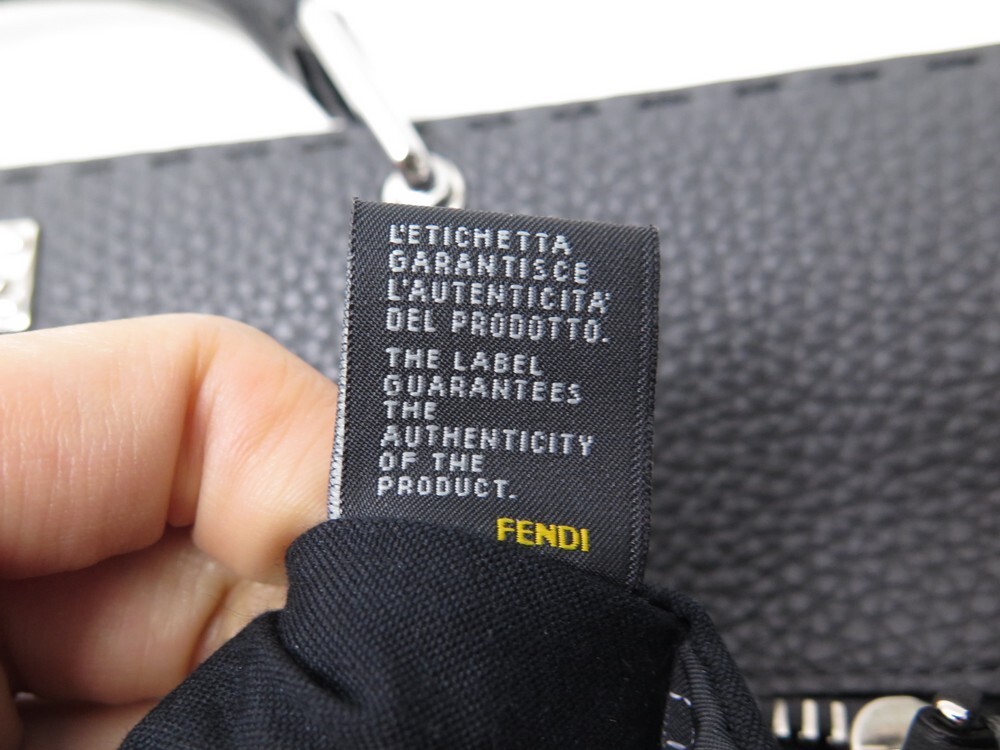 L'ETICHETTA
GARANTISCE
L'AUTENTICITA'
DEL PRODOTTO.
THE LABEL
GUARANTEES
THE
AUTHENTICITY
OF THE
PRODUCT.
FENDI